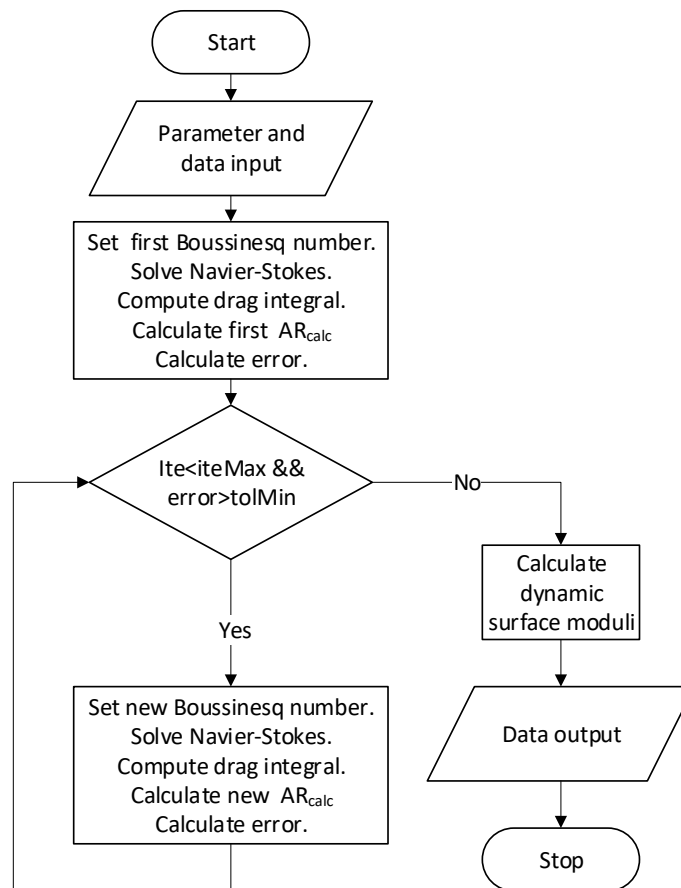 Start
Parameter and
data input
Set first Boussinesq number.
Solve Navier-Stokes.
Compute drag integral.
Calculate first ARcalc
Calculate error.
Ite<iteMax &&
error>tolMin
No
Yes
Calculate
dynamic
surface moduli
Set new Boussinesq number.
Solve Navier-Stokes.
Compute drag integral.
Calculate new ARcalc
Calculate error.
Data output
Stop